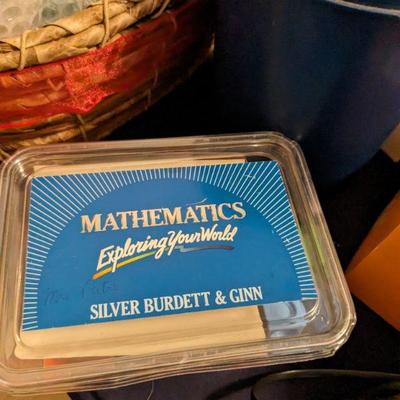 MATHEMATICS
Exploring Your World
SILVER BURDETT & GINN